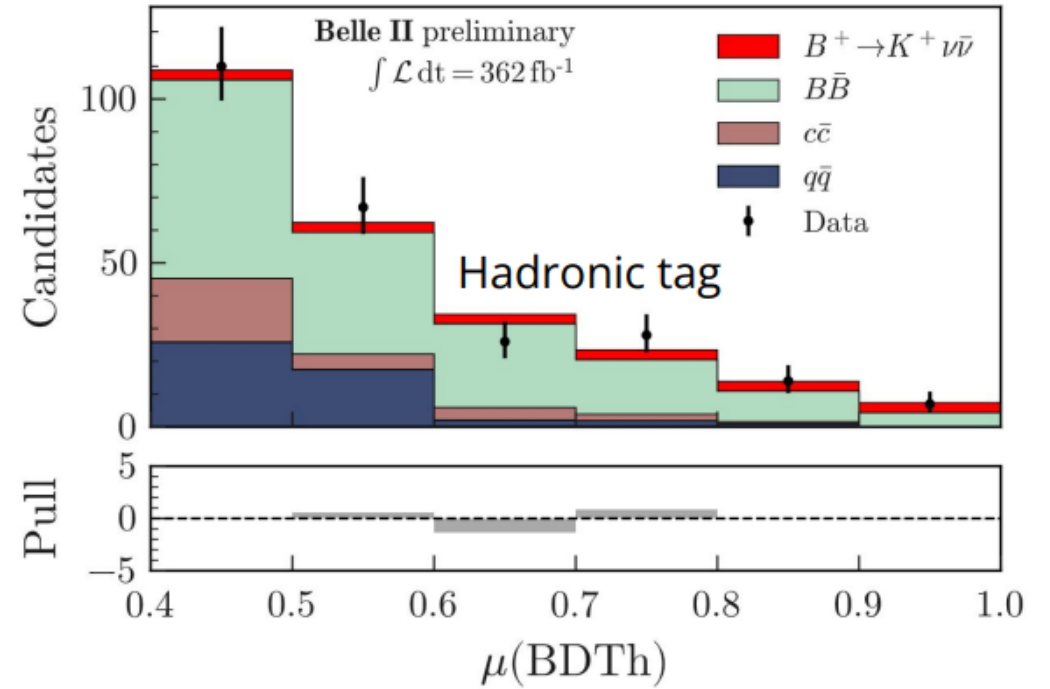 Belle II preliminary
∫ ℒ dt = 362 fb⁻¹
B⁺→K⁺νν̄
BB̄
cc̄
qq̄
Data
Hadronic tag
Candidates
100
50
0
Pull
5
0
−5
0.4 0.5 0.6 0.7 0.8 0.9 1.0
μ(BDTh)